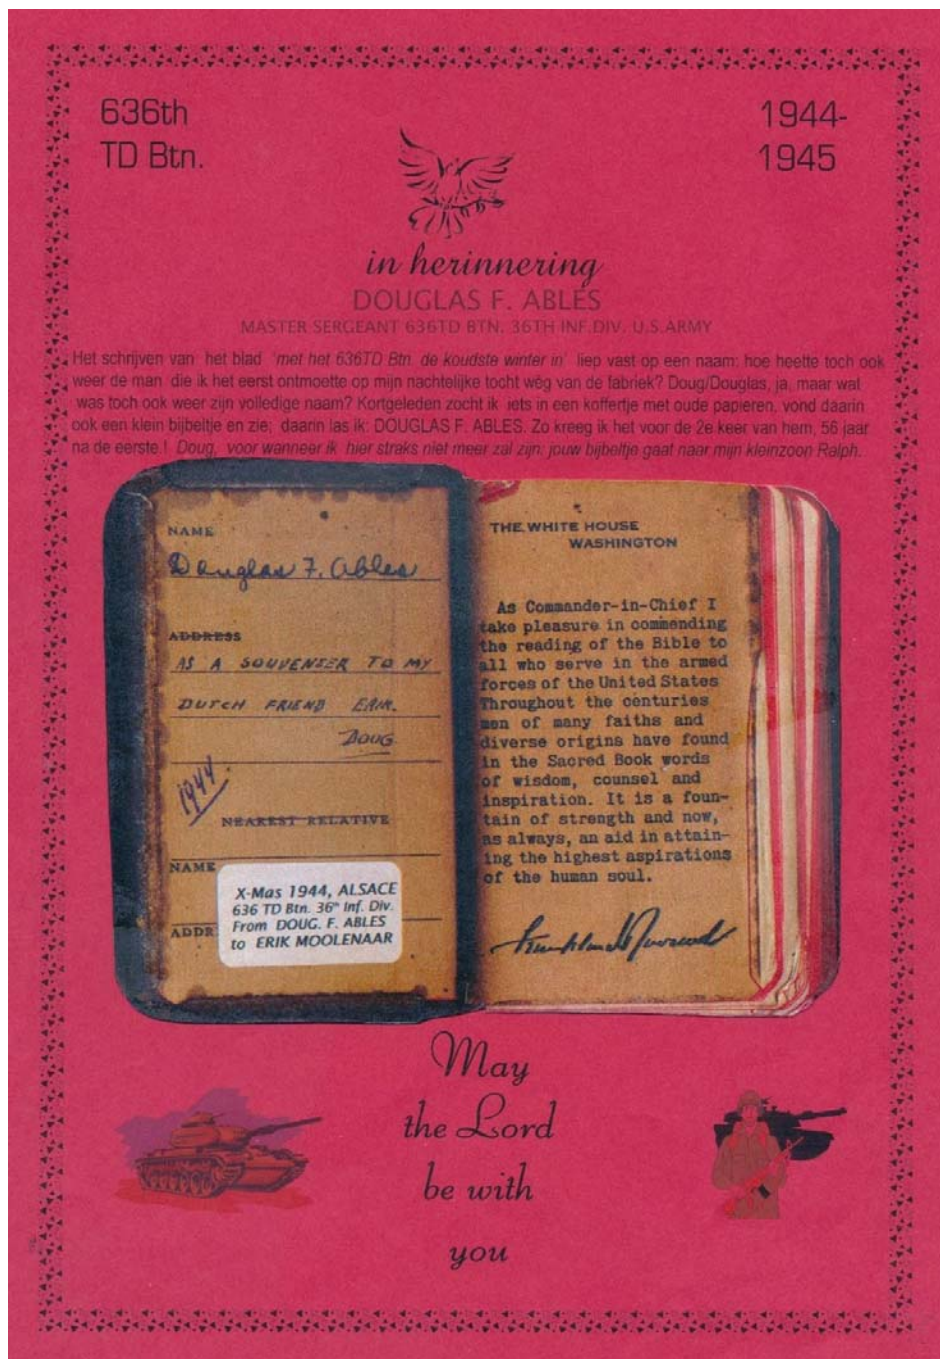 636th
TD Btn.
1944-
1945
in herinnering
DOUGLAS F. ABLES
MASTER SERGEANT 636TD BTN. 36TH INF.DIV. U.S.ARMY
Het schrijven van het blad 'met het 636TD Btn. de koudste winter in' liep vast op een naam: hoe heette toch ook
weer de man die ik het eerst ontmoette op mijn nachtelijke tocht wég van de fabriek? Doug/Douglas, ja, maar wat
was toch ook weer zijn volledige naam? Kortgeleden zocht ik iets in een koffertje met oude papieren, vond daarin
ook een klein bijbeltje en zie; daarin las ik: DOUGLAS F. ABLES. Zo kreeg ik het voor de 2e keer van hem, 56 jaar
na de eerste.! Doug, voor wanneer ik hier straks niet meer zal zijn: jouw bijbeltje gaat naar mijn kleinzoon Ralph.
NAME
Douglas F. Ables
ADDRESS
AS A SOUVENEER TO MY
DUTCH FRIEND ERIK.
DOUG
1944
NEAREST RELATIVE
NAME
ADDR
X-Mas 1944, ALSACE
636 TD Btn. 36th Inf. Div.
From DOUG. F. ABLES
to ERIK MOOLENAAR
THE WHITE HOUSE
WASHINGTON
As Commander-in-Chief I
take pleasure in commending
the reading of the Bible to
all who serve in the armed
forces of the United States
Throughout the centuries
men of many faiths and
diverse origins have found
in the Sacred Book words
of wisdom, counsel and
inspiration. It is a foun-
tain of strength and now,
as always, an aid in attain-
ing the highest aspirations
of the human soul.
Franklin D Roosevelt
May
the Lord
be with
you